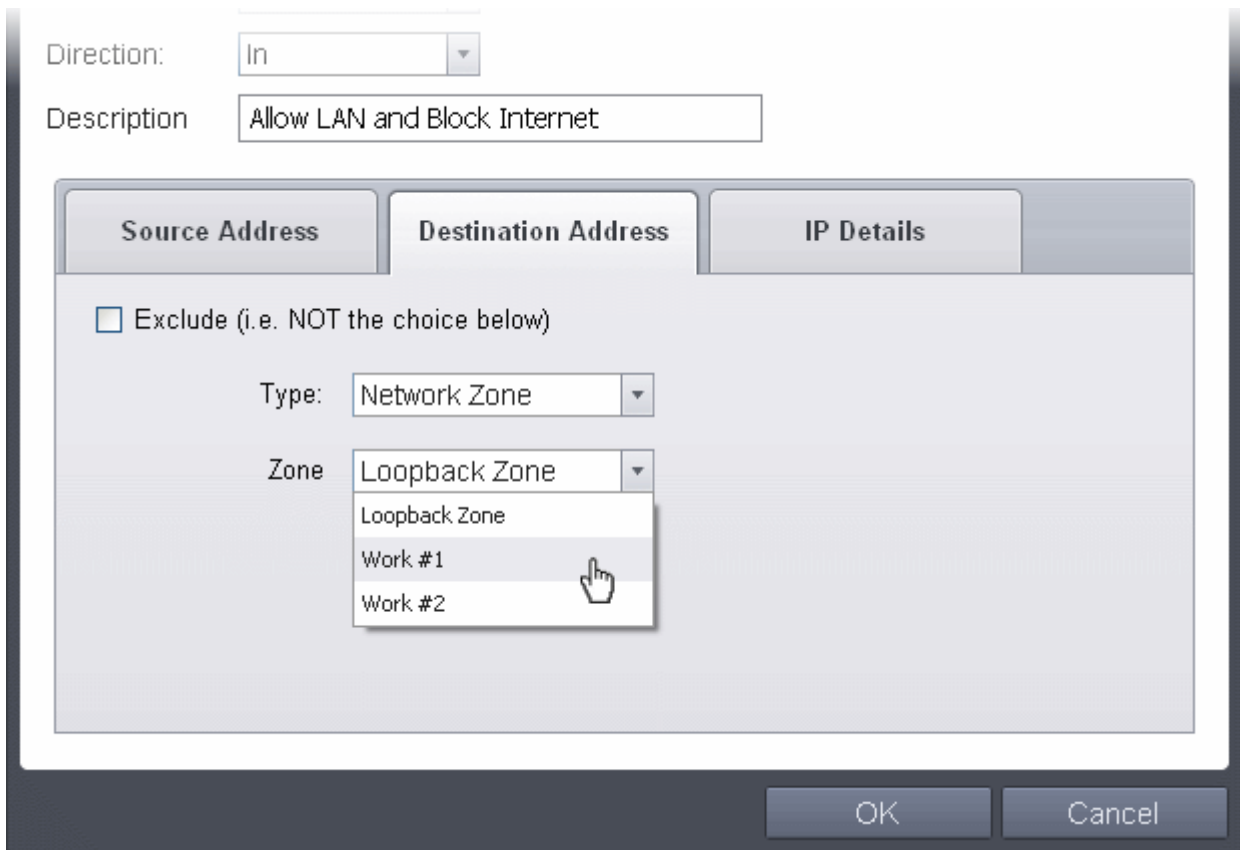 Direction: In
Description Allow LAN and Block Internet
Source Address Destination Address IP Details
Exclude (i.e. NOT the choice below)
Type: Network Zone
Zone Loopback Zone
Loopback Zone
Work #1
Work #2
OK Cancel